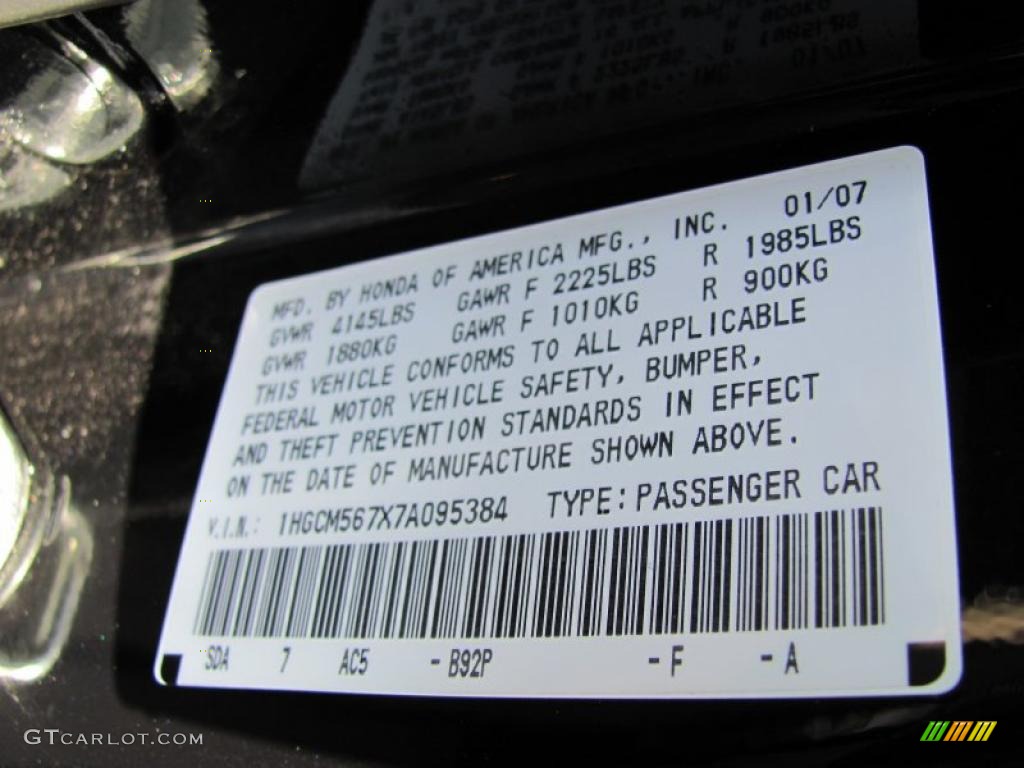 MFD. BY HONDA OF AMERICA MFG., INC. 01/07
GVWR 4145LBS GAWR F 2225LBS R 1985LBS
GVWR 1880KG GAWR F 1010KG R 900KG
THIS VEHICLE CONFORMS TO ALL APPLICABLE
FEDERAL MOTOR VEHICLE SAFETY, BUMPER,
AND THEFT PREVENTION STANDARDS IN EFFECT
ON THE DATE OF MANUFACTURE SHOWN ABOVE.
V.I.N.: 1HGCM567X7A095384 TYPE: PASSENGER CAR
SDA 7 AC5 -B92P -F -A
GTCARLOT.COM